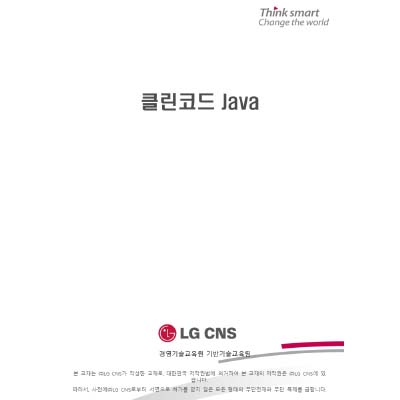 Think smart
Change the world
클린코드 Java
LG CNS
경영기술교육원 기반기술교육원
본 교재는 ㈜LG CNS가 작성한 교재로, 대한민국 저작권법에 의거하여 본 교재의 저작권은 ㈜LG CNS에 있
습니다.
따라서, 사전에㈜LG CNS로부터 서면으로 허가를 받지 않은 모든 형태의 무단전재와 무단 복제를 금합니다.